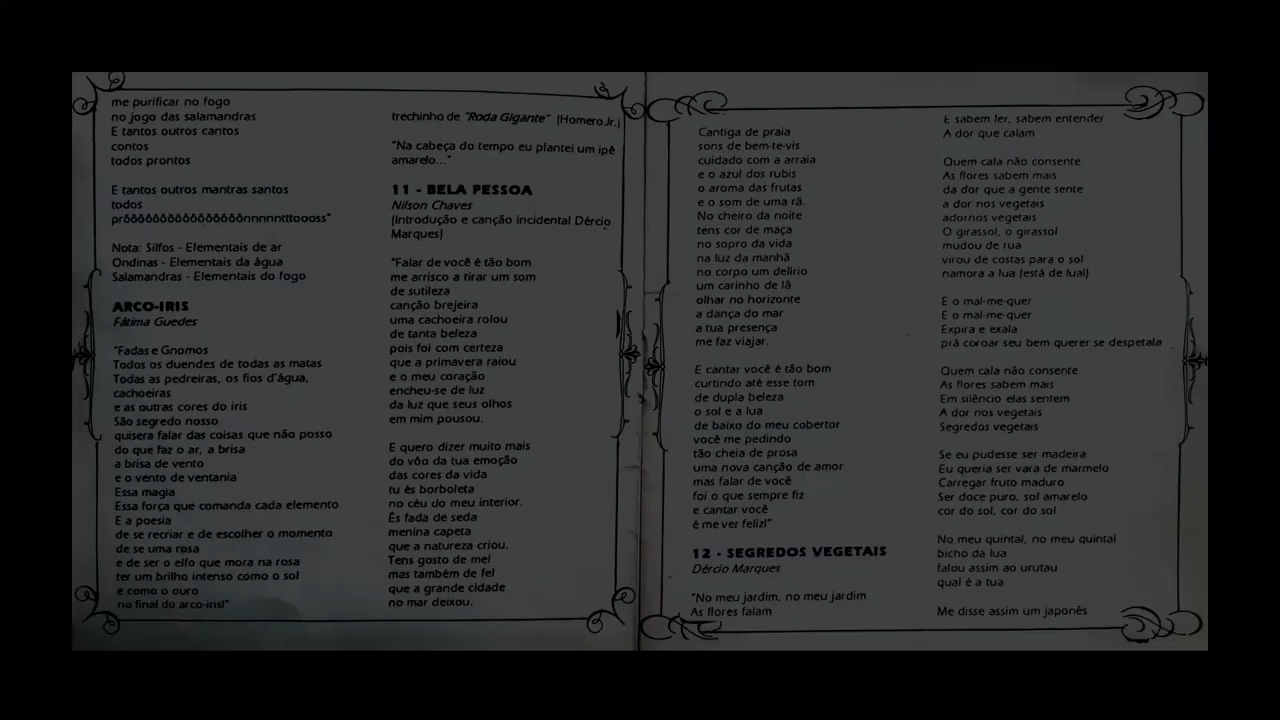 me purificar no fogo
no jogo das salamandras
E tantos outros cantos
contos
todos prontos
E tantos outros mantras santos
todos
prôôôôôôôôôôôôôôôônnnnntttoooss"
Nota: Silfos - Elementais de ar
Ondinas - Elementais da água
Salamandras - Elementais do fogo
ARCO-IRIS
Fátima Guedes
"Fadas e Gnomos
Todos os duendes de todas as matas
Todas as pedreiras, os fios d'água,
cachoeiras
e as outras cores do iris
São segredo nosso
quisera falar das coisas que não posso
do que faz o ar, a brisa
a brisa de vento
e o vento de ventania
Essa magia
Essa força que comanda cada elemento
E a poesia
de se recriar e de escolher o momento
de se uma rosa
e de ser o elfo que mora na rosa
ter um brilho intenso como o sol
e como o ouro
no final do arco-iris!"
trechinho de "Roda Gigante" (Homero Jr.)
"Na cabeça do tempo eu plantei um ipê
amarelo..."
11 - BELA PESSOA
Nilson Chaves
(Introdução e canção incidental Dércio
Marques)
"Falar de você é tão bom
me arrisco a tirar um som
de sutileza
canção brejeira
uma cachoeira rolou
de tanta beleza
pois foi com certeza
que a primavera raiou
e o meu coração
encheu-se de luz
da luz que seus olhos
em mim pousou.
E quero dizer muito mais
do vôo da tua emoção
das cores da vida
tu és borboleta
no céu do meu interior.
És fada de seda
menina capeta
que a natureza criou.
Tens gosto de mel
mas também de fel
que a grande cidade
no mar deixou.
Cantiga de praia
sons de bem-te-vis
cuidado com a arraia
e o azul dos rubis
o aroma das frutas
e o som de uma rã.
No cheiro da noite
tens cor de maça
no sopro da vida
na luz da manhã
no corpo um delírio
um carinho de lã
olhar no horizonte
a dança do mar
a tua presença
me faz viajar.
E cantar você é tão bom
curtindo até esse tom
de dupla beleza
o sol e a lua
de baixo do meu cobertor
você me pedindo
tão cheia de prosa
uma nova canção de amor
mas falar de você
foi o que sempre fiz
e cantar você
é me ver feliz!"
12 - SEGREDOS VEGETAIS
Dércio Marques
"No meu jardim, no meu jardim
As flores falam
E sabem ler, sabem entender
A dor que calam
Quem cala não consente
As flores sabem mais
da dor que a gente sente
a dor nos vegetais
adornos vegetais
O girassol, o girassol
mudou de rua
virou de costas para o sol
namora a lua (está de lual)
E o mal-me-quer
E o mal-me-quer
Expira e exala
prá coroar seu bem querer se despetala
Quem cala não consente
As flores sabem mais
Em silêncio elas sentem
A dor nos vegetais
Segredos vegetais
Se eu pudesse ser madeira
Eu queria ser vara de marmelo
Carregar fruto maduro
Ser doce puro, sol amarelo
cor do sol, cor do sol
No meu quintal, no meu quintal
bicho da lua
falou assim ao urutau
qual é a tua
Me disse assim um japonês